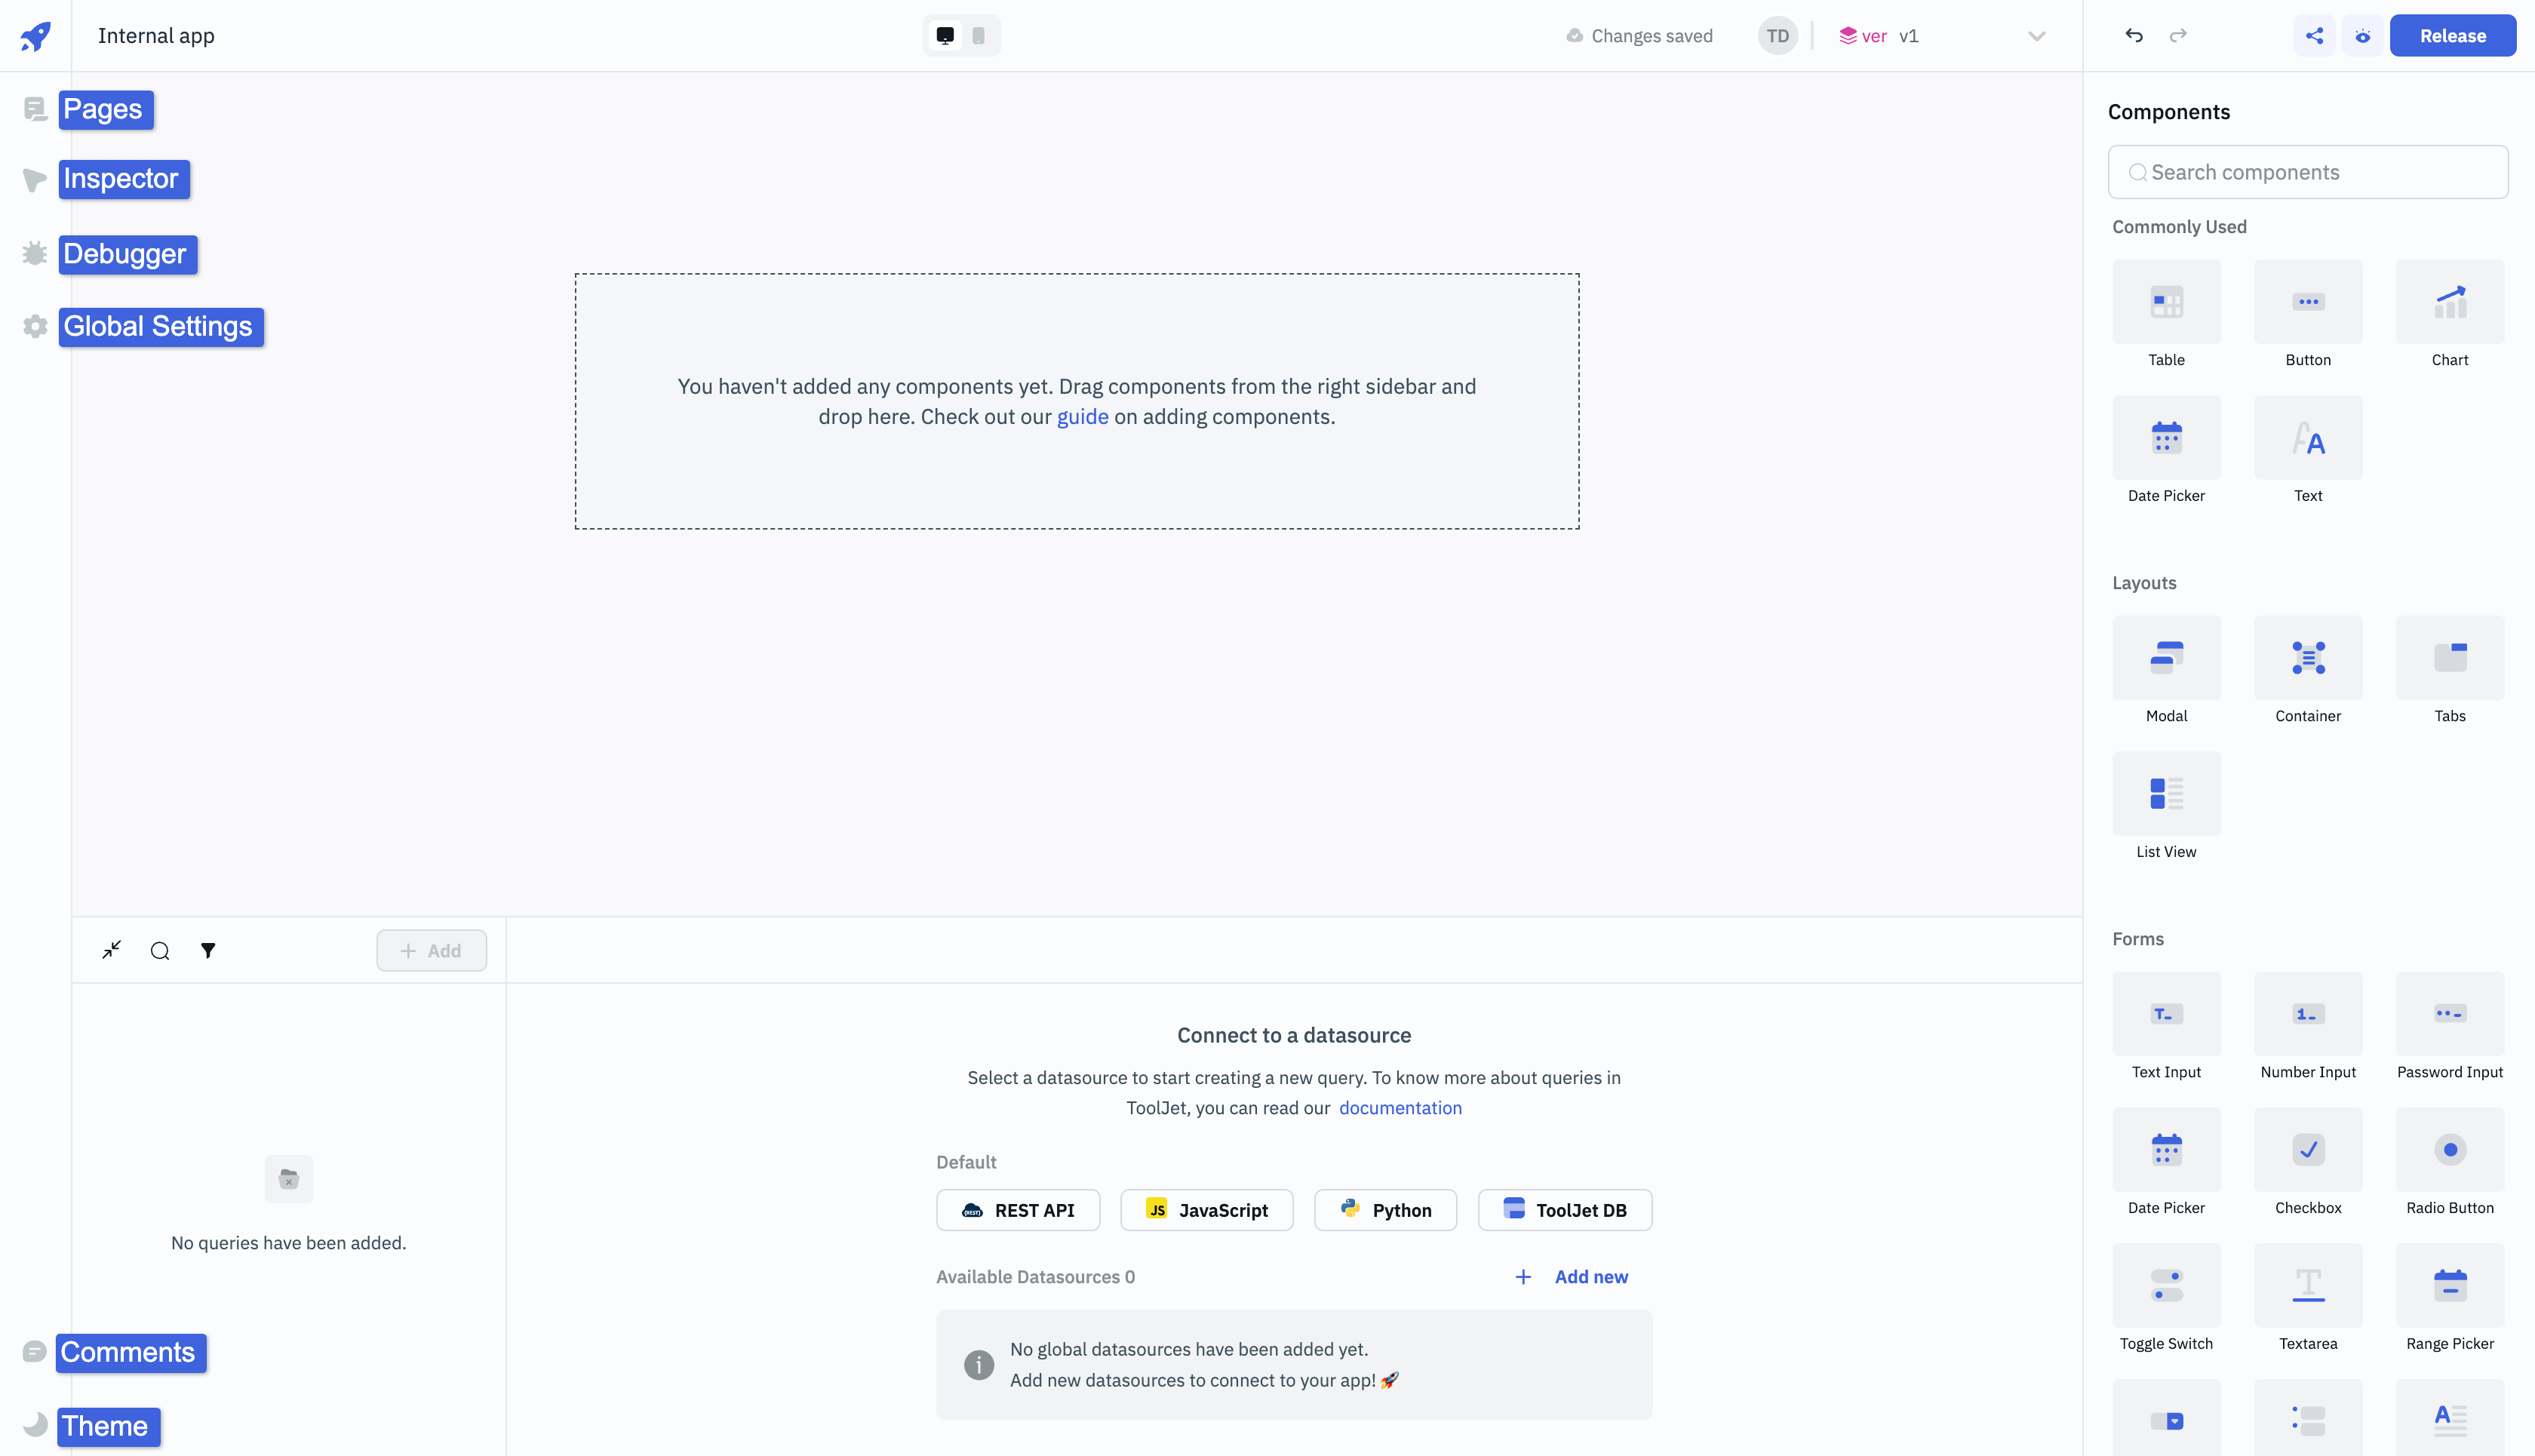 Internal app
Changes saved
TD
ver v1
Release
Pages
Inspector
Debugger
Global Settings
You haven't added any components yet. Drag components from the right sidebar and
drop here. Check out our guide on adding components.
Components
Search components
Commonly Used
Table
Button
Chart
Date Picker
Text
Layouts
Modal
Container
Tabs
List View
Forms
Text Input
Number Input
Password Input
Date Picker
Checkbox
Radio Button
Toggle Switch
Textarea
Range Picker
+ Add
No queries have been added.
Connect to a datasource
Select a datasource to start creating a new query. To know more about queries in
ToolJet, you can read our documentation
Default
REST API
JS JavaScript
Python
ToolJet DB
Available Datasources 0
+ Add new
No global datasources have been added yet.
Add new datasources to connect to your app! 🚀
Comments
Theme